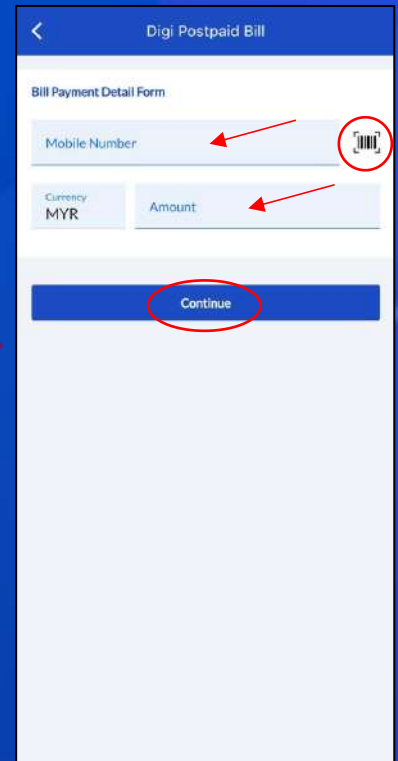 Digi Postpaid Bill
Bill Payment Detail Form
Mobile Number
Currency
MYR
Amount
Continue